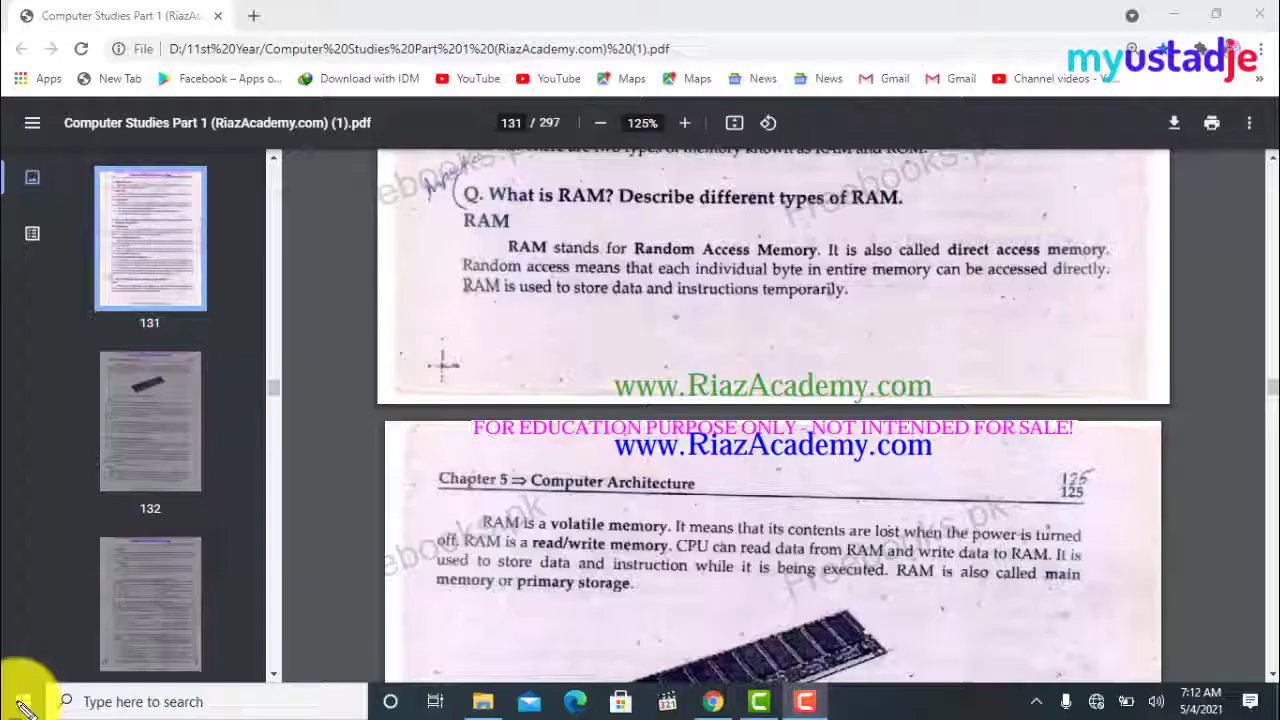 Computer Studies Part 1 (RiazA
myustadje
File
D:/11st%20Year/Computer%20Studies%20Part%201%20(RiazAcademy.com)%20(1).pdf
Apps
New Tab
Facebook – Apps o...
Download with IDM
YouTube
YouTube
Maps
Maps
News
News
Gmail
Gmail
Channel videos - Y...
»
Computer Studies Part 1 (RiazAcademy.com) (1).pdf
131 / 297
125%
Q. What is RAM? Describe different types of RAM.
RAM
RAM stands for Random Access Memory. It is also called direct access memory.
Random access means that each individual byte in entire memory can be accessed directly.
RAM is used to store data and instructions temporarily.
www.RiazAcademy.com
FOR EDUCATION PURPOSE ONLY - NOT INTENDED FOR SALE!
www.RiazAcademy.com
Chapter 5 ⇒ Computer Architecture
125
125
RAM is a volatile memory. It means that its contents are lost when the power is turned
off. RAM is a read/write memory. CPU can read data from RAM and write data to RAM. It is
used to store data and instruction while it is being executed. RAM is also called main
memory or primary storage.
131
132
Type here to search
321
7:12 AM
5/4/2021